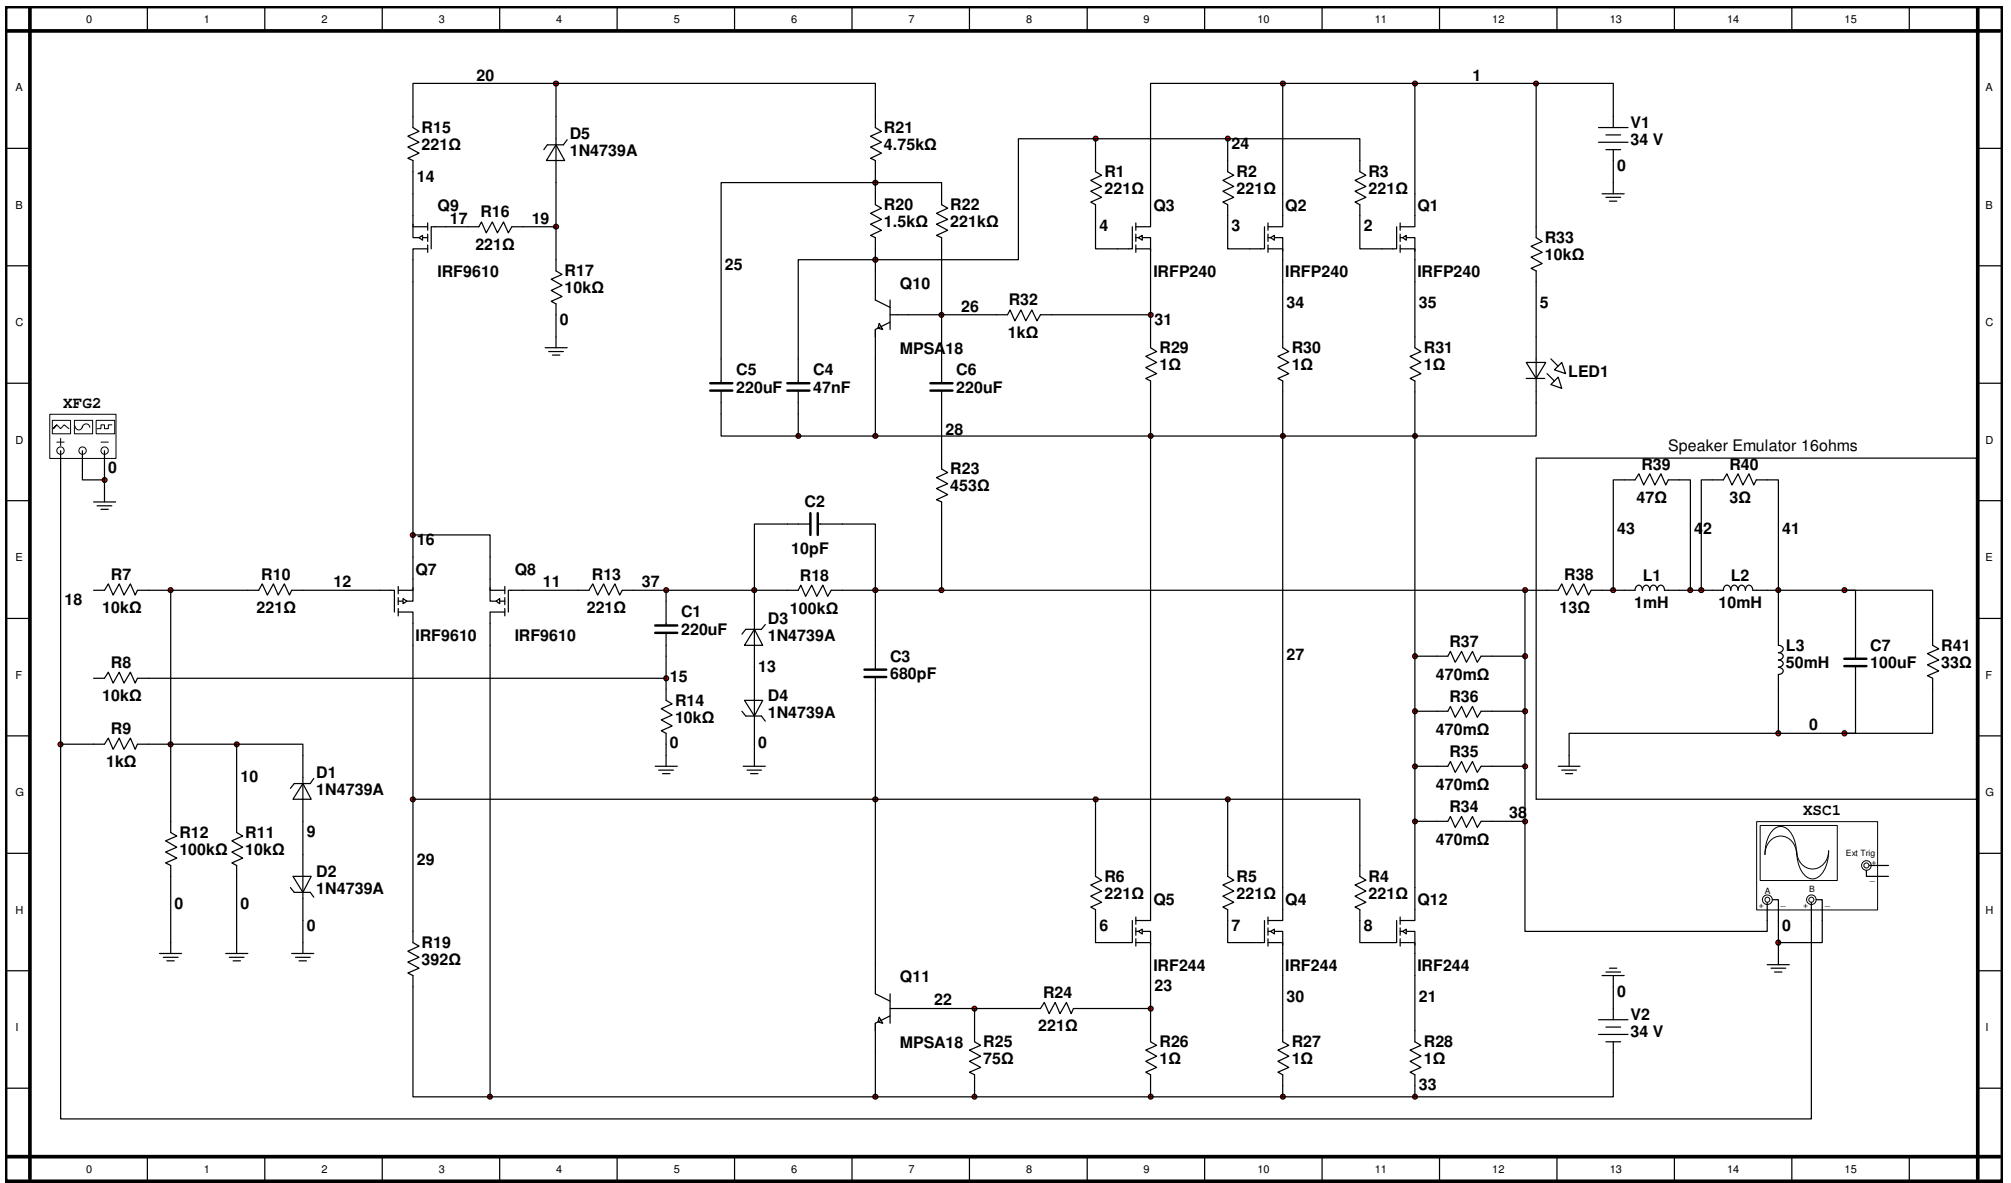 0 1 2 3 4 5 6 7 8 9 10 11 12 13 14 15
A A
B B
C C
D D
E E
F F
G G
H H
I I
20
1
R15
221Ω
14
D5
1N4739A
R21
4.75kΩ
24
V1
34 V
0
Q9
17
R16
221Ω
19
IRF9610
R17
10kΩ
0
R20
1.5kΩ
R22
221kΩ
25
R1
221Ω
4
Q3
IRFP240
R2
221Ω
3
Q2
IRFP240
R3
221Ω
2
Q1
IRFP240
R33
10kΩ
5
Q10
MPSA18
26
R32
1kΩ
31
34
35
C5
220uF
C4
47nF
C6
220uF
R29
1Ω
R30
1Ω
R31
1Ω
LED1
XFG2
+
−
0
28
R23
453Ω
Speaker Emulator 16ohms
R39
47Ω
R40
3Ω
43
42
41
C2
10pF
16
18
R7
10kΩ
R10
221Ω
12
Q7
IRF9610
Q8
IRF9610
11
R13
221Ω
37
C1
220uF
R18
100kΩ
D3
1N4739A
13
D4
1N4739A
0
R38
13Ω
L1
1mH
L2
10mH
L3
50mH
C7
100uF
R41
33Ω
0
R8
10kΩ
15
R14
10kΩ
0
C3
680pF
27
R37
470mΩ
R36
470mΩ
R35
470mΩ
R34
470mΩ
38
R9
1kΩ
10
D1
1N4739A
9
D2
1N4739A
0
R12
100kΩ
0
R11
10kΩ
0
29
R19
392Ω
XSC1
Ext Trig
+
−
A
B
+
−
+
−
0
R6
221Ω
6
Q5
IRF244
23
R5
221Ω
7
Q4
IRF244
30
R4
221Ω
8
Q12
IRF244
21
Q11
MPSA18
22
R24
221Ω
R25
75Ω
R26
1Ω
R27
1Ω
R28
1Ω
33
0
V2
34 V
0 1 2 3 4 5 6 7 8 9 10 11 12 13 14 15